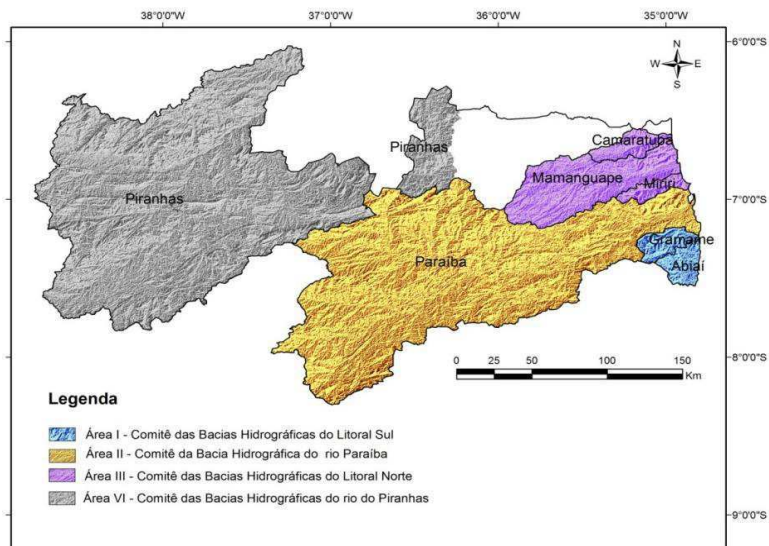 38°0'0"W 37°0'0"W 36°0'0"W 35°0'0"W
6°0'0"S
N
W E
S
Camaratuba
Piranhas
Mamanguape
Miriri
Piranhas
7°0'0"S
Gramame
Paraíba
Abiaí
8°0'0"S
0 25 50 100 150
Km
Legenda
Área I - Comitê das Bacias Hidrográficas do Litoral Sul
Área II - Comitê da Bacia Hidrográfica do rio Paraíba
Área III - Comitê das Bacias Hidrográficas do Litoral Norte
Área VI - Comitê das Bacias Hidrográficas do rio do Piranhas
9°0'0"S